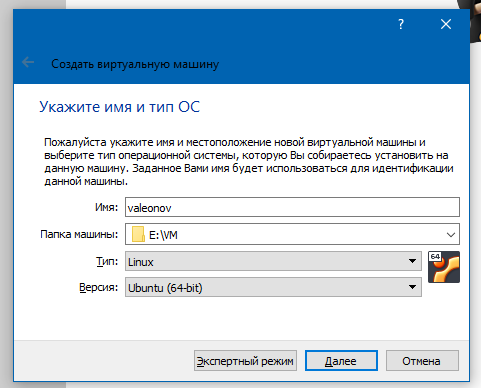 ?
Создать виртуальную машину
Укажите имя и тип ОС
Пожалуйста укажите имя и местоположение новой виртуальной машины и
выберите тип операционной системы, которую Вы собираетесь установить на
данную машину. Заданное Вами имя будет использоваться для идентификации
данной машины.
Имя: valeonov
Папка машины: E:\VM
Тип: Linux
64
Версия: Ubuntu (64-bit)
Экспертный режим Далее Отмена